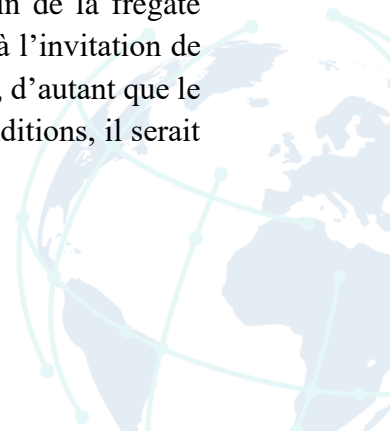 in de la frégate
à l’invitation de
, d’autant que le
ditions, il serait